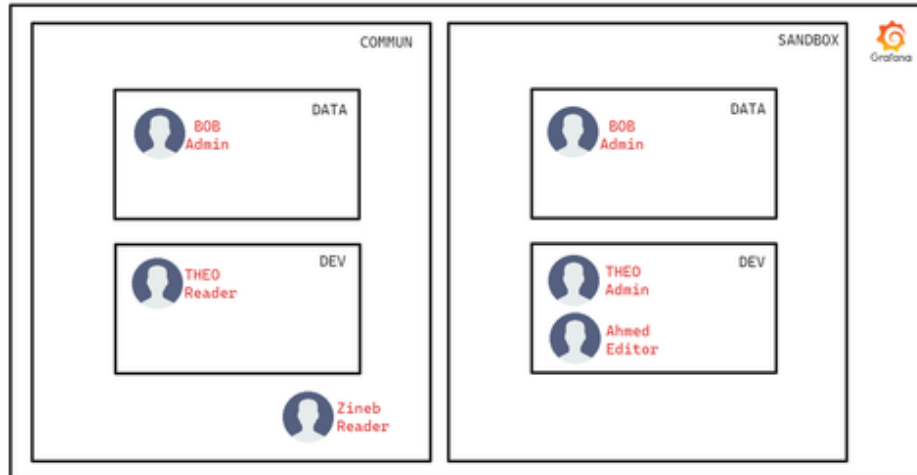 COMMUN
DATA
BOB
Admin
DEV
THEO
Reader
Zineb
Reader
SANDBOX
DATA
BOB
Admin
DEV
THEO
Admin
Ahmed
Editor
Grafana